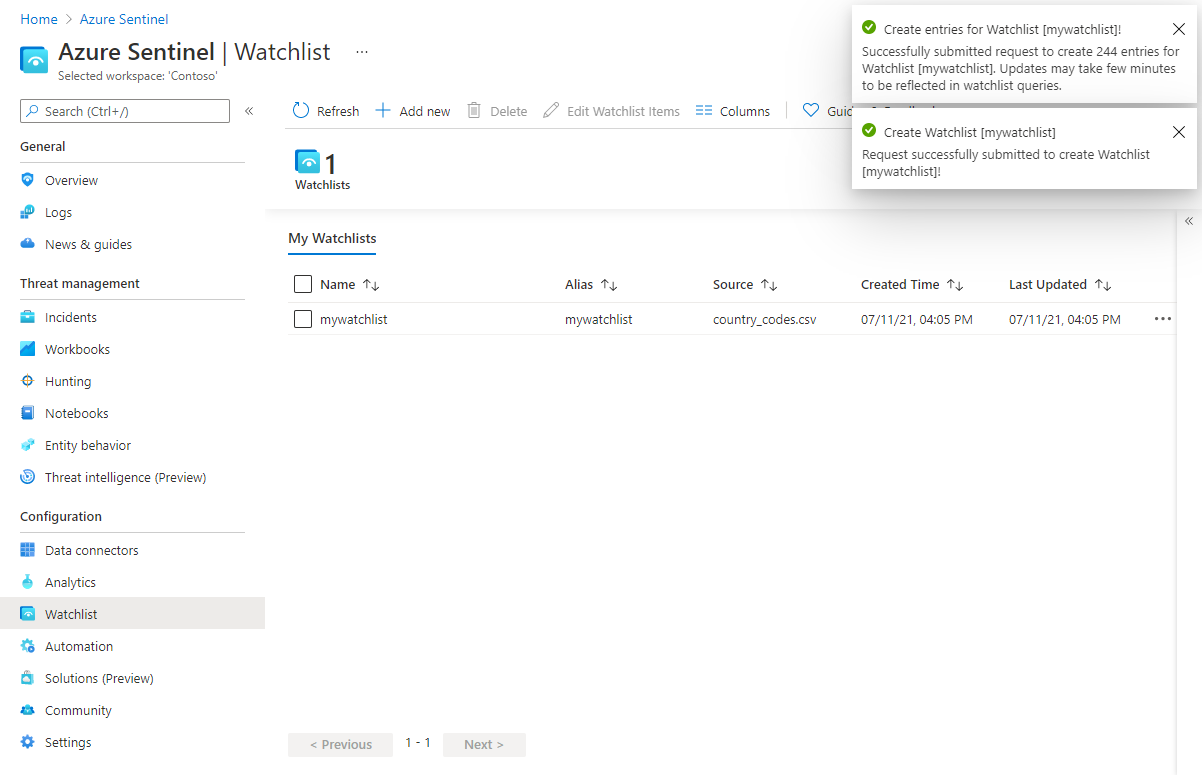 Home > Azure Sentinel
Azure Sentinel | Watchlist ...
Selected workspace: 'Contoso'
Search (Ctrl+/)
«
General
Overview
Logs
News & guides
Threat management
Incidents
Workbooks
Hunting
Notebooks
Entity behavior
Threat intelligence (Preview)
Configuration
Data connectors
Analytics
Watchlist
Automation
Solutions (Preview)
Community
Settings
Refresh
Add new
Delete
Edit Watchlist Items
Columns
1
Watchlists
My Watchlists
Name ↑↓ Alias ↑↓ Source ↑↓ Created Time ↑↓ Last Updated ↑↓
mywatchlist mywatchlist country_codes.csv 07/11/21, 04:05 PM 07/11/21, 04:05 PM ...
< Previous 1 - 1 Next >
Create entries for Watchlist [mywatchlist]!
Successfully submitted request to create 244 entries for
Watchlist [mywatchlist]. Updates may take few minutes
to be reflected in watchlist queries.
Create Watchlist [mywatchlist]
Request successfully submitted to create Watchlist
[mywatchlist]!
«